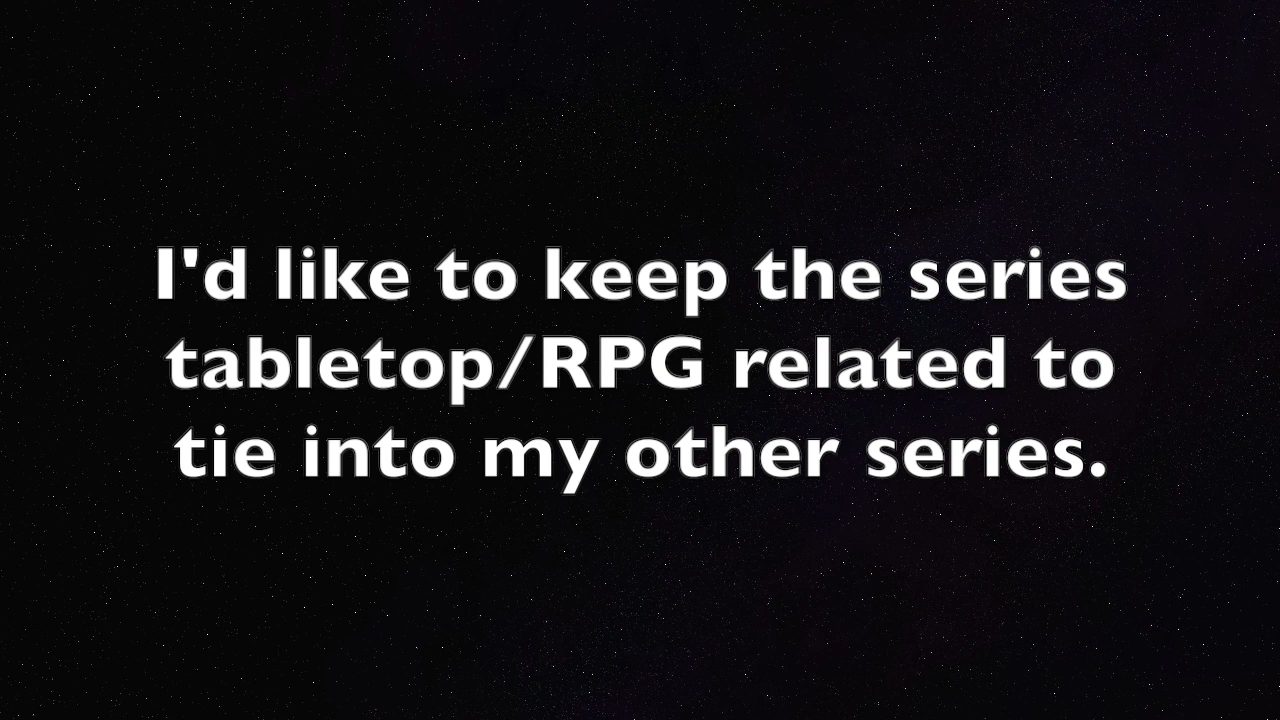 I'd like to keep the series
tabletop/RPG related to
tie into my other series.